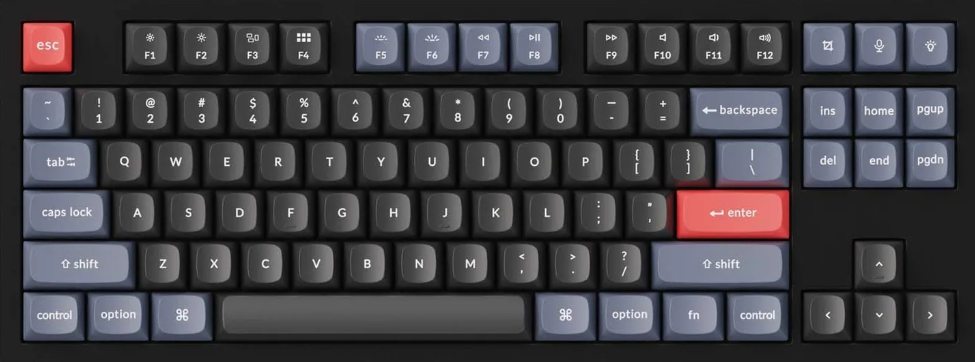 esc F1 F2 F3 F4 F5 F6 F7 F8 F9 F10 F11 F12
~ ! @ # $ % ^ & * ( ) — +
` 1 2 3 4 5 6 7 8 9 0 - = ← backspace ins home pgup
tab Q W E R T Y U I O P { } |
[ ] \ del end pgdn
caps lock A S D F G H J K L : " enter
; '
⇧ shift Z X C V B N M < > ? ⇧ shift ^
, . /
control option ⌘ ⌘ option fn control < ⌄ >